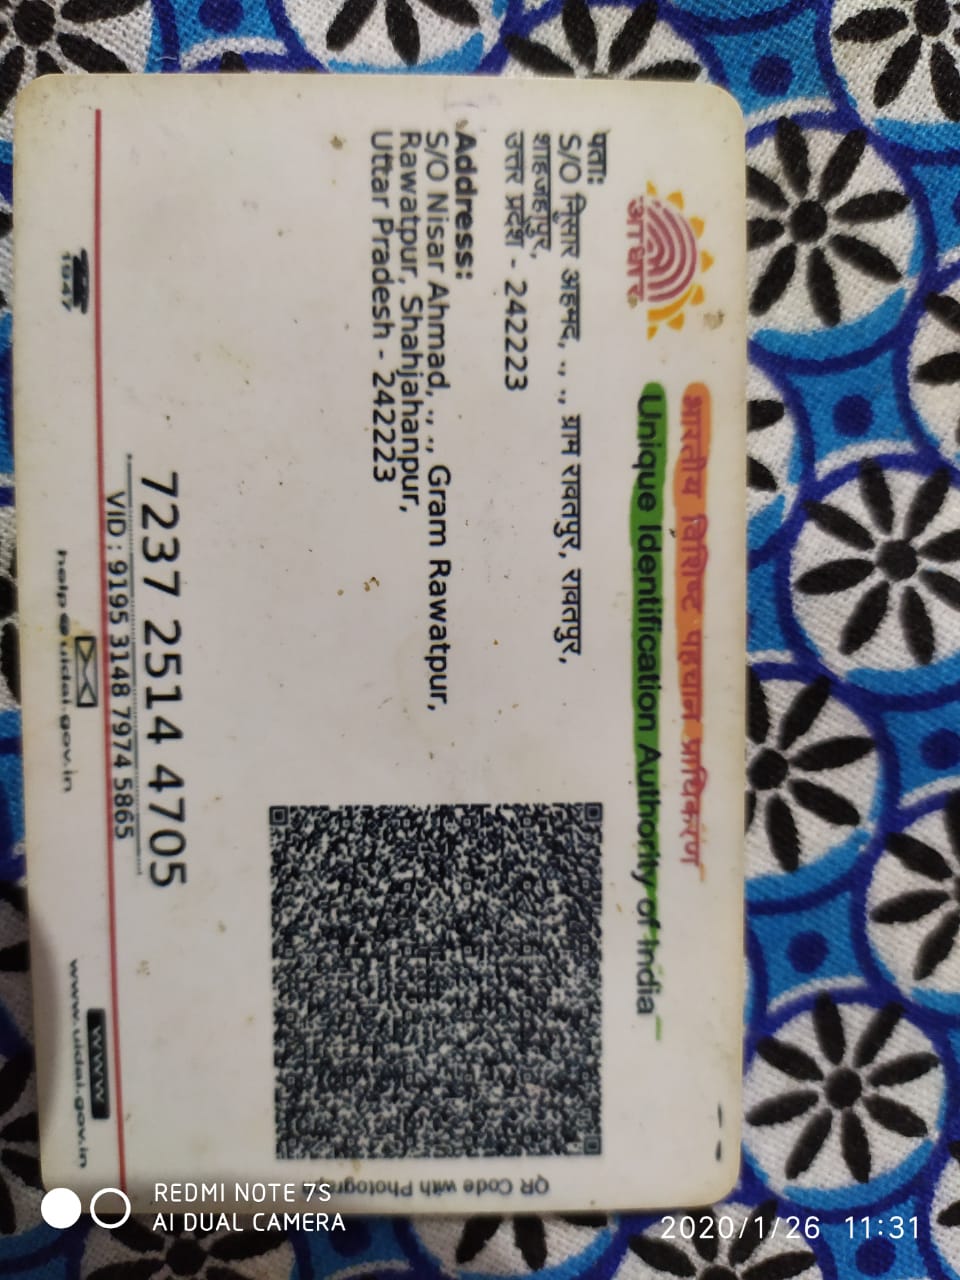 आधार
भारतीय विशिष्ट पहचान प्राधिकरण
Unique Identification Authority of India
पता:
S/O निसार अहमद, ., ., ग्राम रावतपुर, रावतपुर,
शाहजहाँपुर,
उत्तर प्रदेश - 242223
Address:
S/O Nisar Ahmad, ., ., Gram Rawatpur,
Rawatpur, Shahjahanpur,
Uttar Pradesh - 242223
QR Code with Photograph
7237 2514 4705
VID : 9195 3148 7974 5865
1947
help@uidai.gov.in
www
www.uidai.gov.in
REDMI NOTE 7S
AI DUAL CAMERA
2020/1/26 11:31